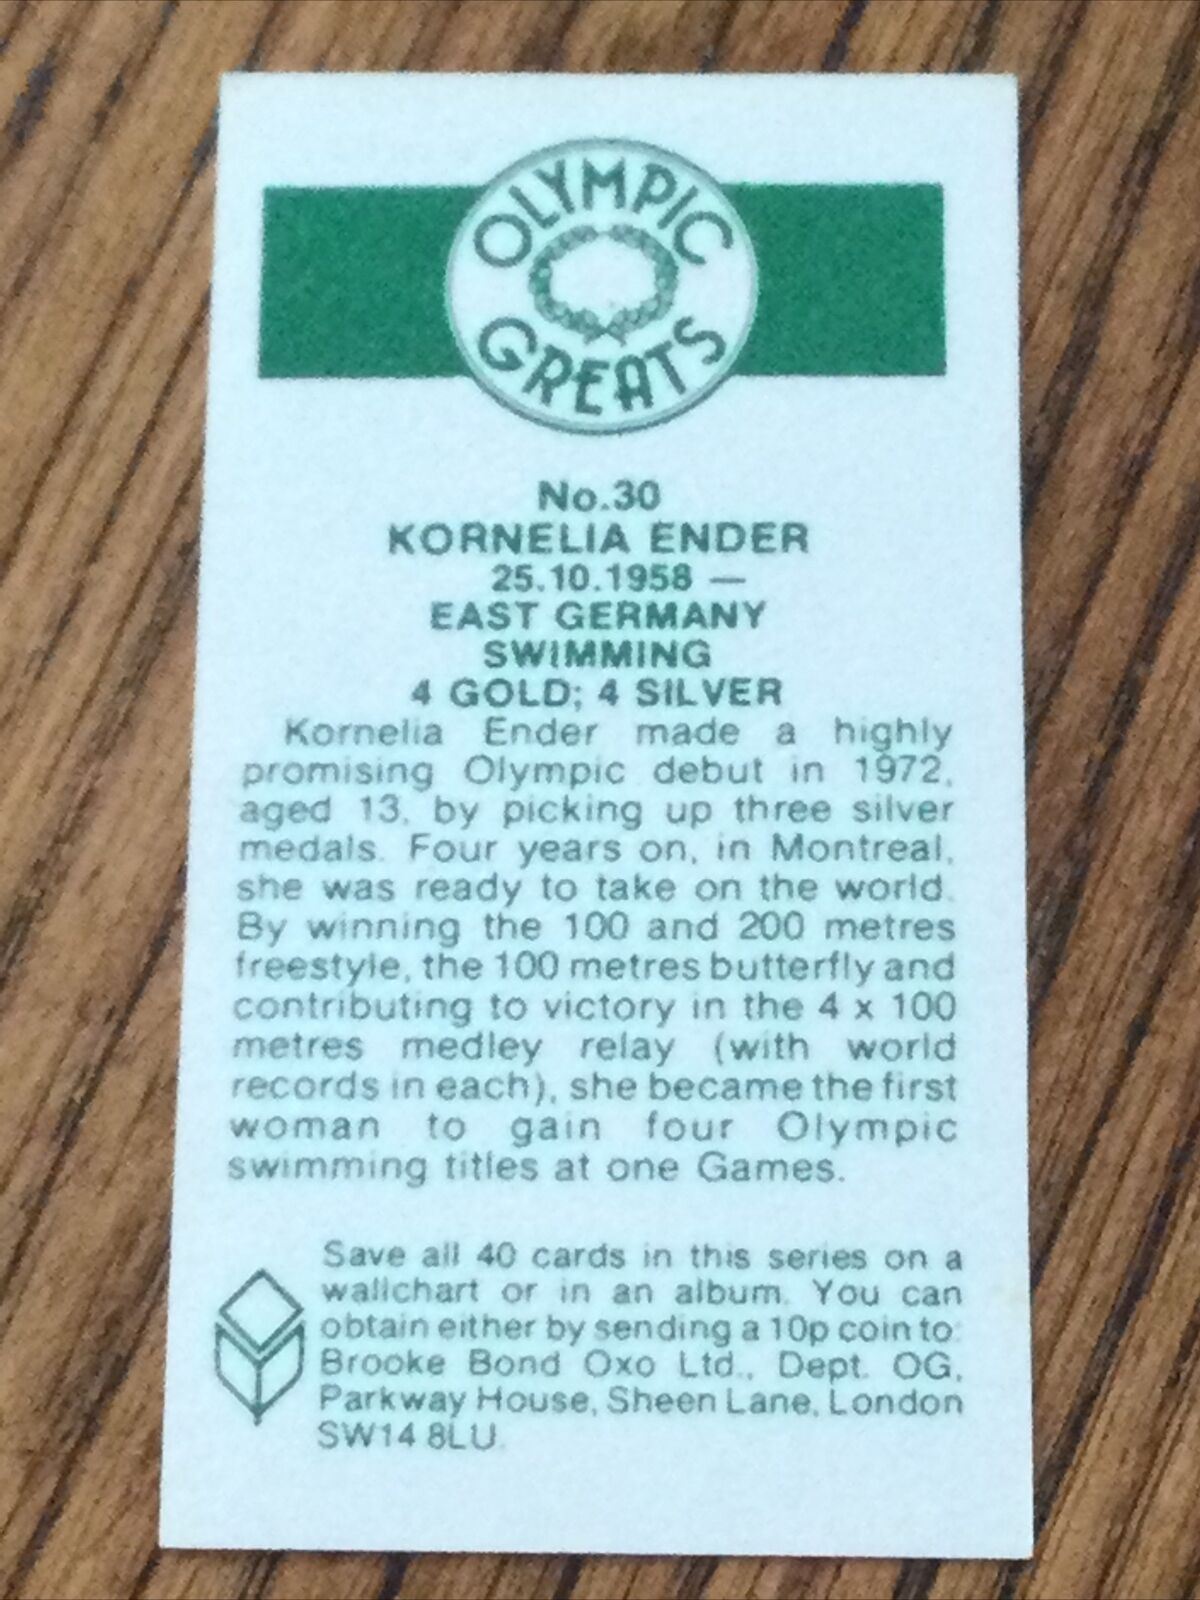 OLYMPIC
GREATS
No.30
KORNELIA ENDER
25.10.1958 —
EAST GERMANY
SWIMMING
4 GOLD; 4 SILVER
Kornelia Ender made a highly
promising Olympic debut in 1972,
aged 13, by picking up three silver
medals. Four years on, in Montreal,
she was ready to take on the world.
By winning the 100 and 200 metres
freestyle, the 100 metres butterfly and
contributing to victory in the 4 x 100
metres medley relay (with world
records in each), she became the first
woman to gain four Olympic
swimming titles at one Games.
Save all 40 cards in this series on a
wallchart or in an album. You can
obtain either by sending a 10p coin to:
Brooke Bond Oxo Ltd., Dept. OG,
Parkway House, Sheen Lane, London
SW14 8LU.